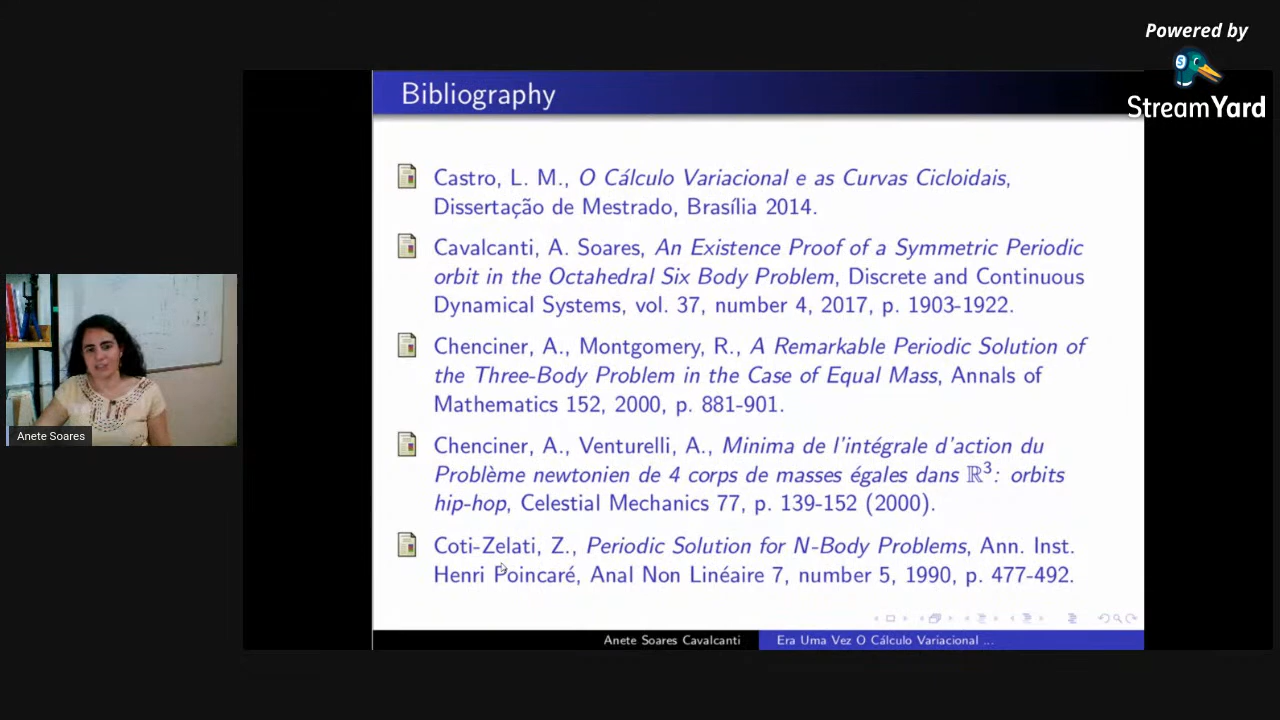 Powered by
StreamYard
Bibliography
Castro, L. M., O Cálculo Variacional e as Curvas Cicloidais,
Dissertação de Mestrado, Brasília 2014.
Cavalcanti, A. Soares, An Existence Proof of a Symmetric Periodic
orbit in the Octahedral Six Body Problem, Discrete and Continuous
Dynamical Systems, vol. 37, number 4, 2017, p. 1903-1922.
Chenciner, A., Montgomery, R., A Remarkable Periodic Solution of
the Three-Body Problem in the Case of Equal Mass, Annals of
Mathematics 152, 2000, p. 881-901.
Chenciner, A., Venturelli, A., Minima de l'intégrale d'action du
Problème newtonien de 4 corps de masses égales dans ℝ³: orbits
hip-hop, Celestial Mechanics 77, p. 139-152 (2000).
Coti-Zelati, Z., Periodic Solution for N-Body Problems, Ann. Inst.
Henri Poincaré, Anal Non Linéaire 7, number 5, 1990, p. 477-492.
Anete Soares Cavalcanti
Era Uma Vez O Cálculo Variacional ...
Anete Soares